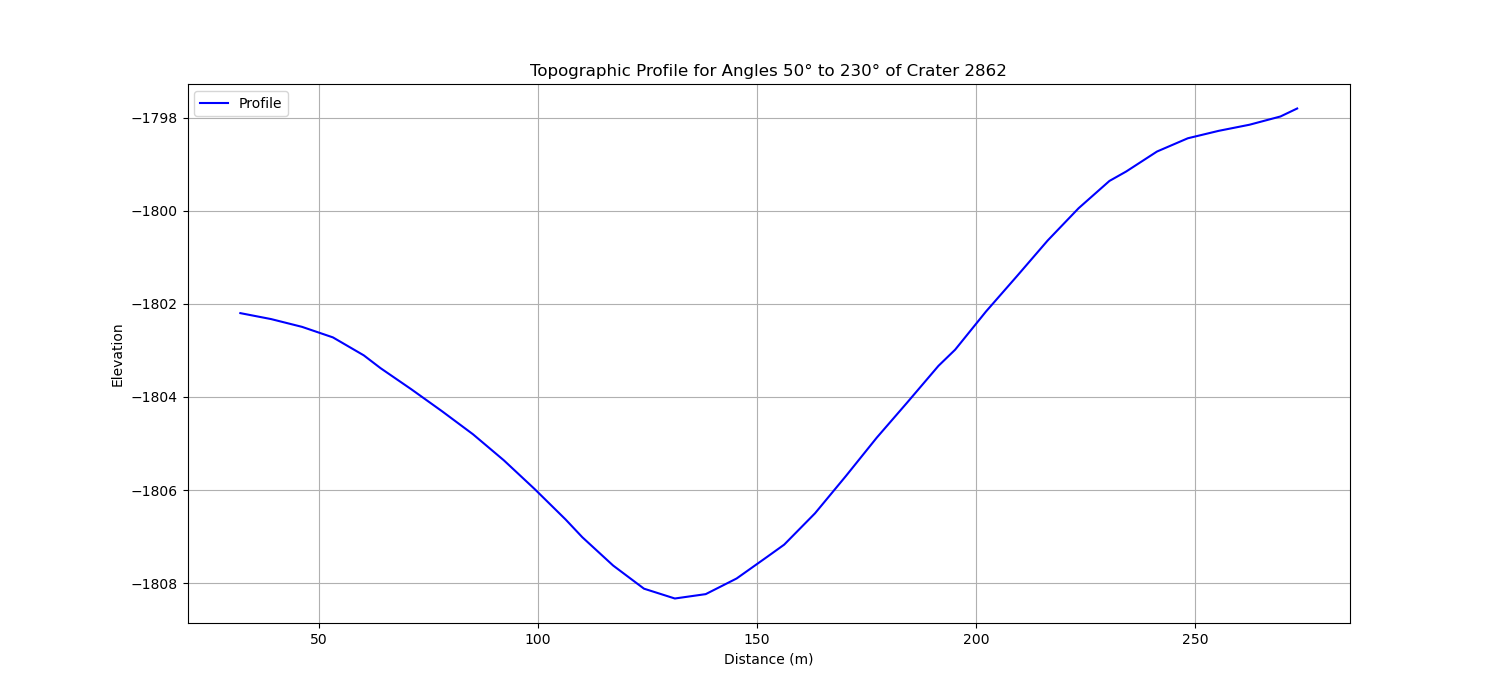 Topographic Profile for Angles 50° to 230° of Crater 2862
Profile
−1798
−1800
−1802
−1804
−1806
−1808
Elevation
50
100
150
200
250
Distance (m)